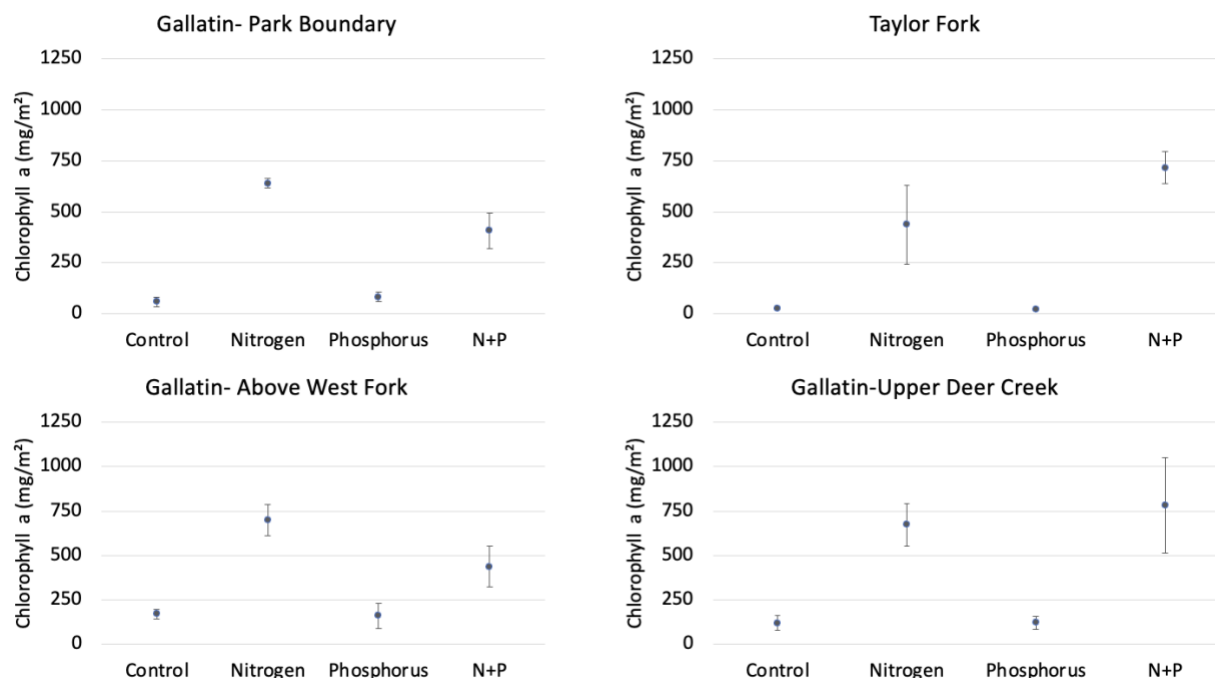 Gallatin- Park Boundary
Chlorophyll a (mg/m²)
1250
1000
750
500
250
0
Control Nitrogen Phosphorus N+P
Taylor Fork
Chlorophyll a (mg/m²)
1250
1000
750
500
250
0
Control Nitrogen Phosphorus N+P
Gallatin- Above West Fork
Chlorophyll a (mg/m²)
1250
1000
750
500
250
0
Control Nitrogen Phosphorus N+P
Gallatin-Upper Deer Creek
Chlorophyll a (mg/m²)
1250
1000
750
500
250
0
Control Nitrogen Phosphorus N+P